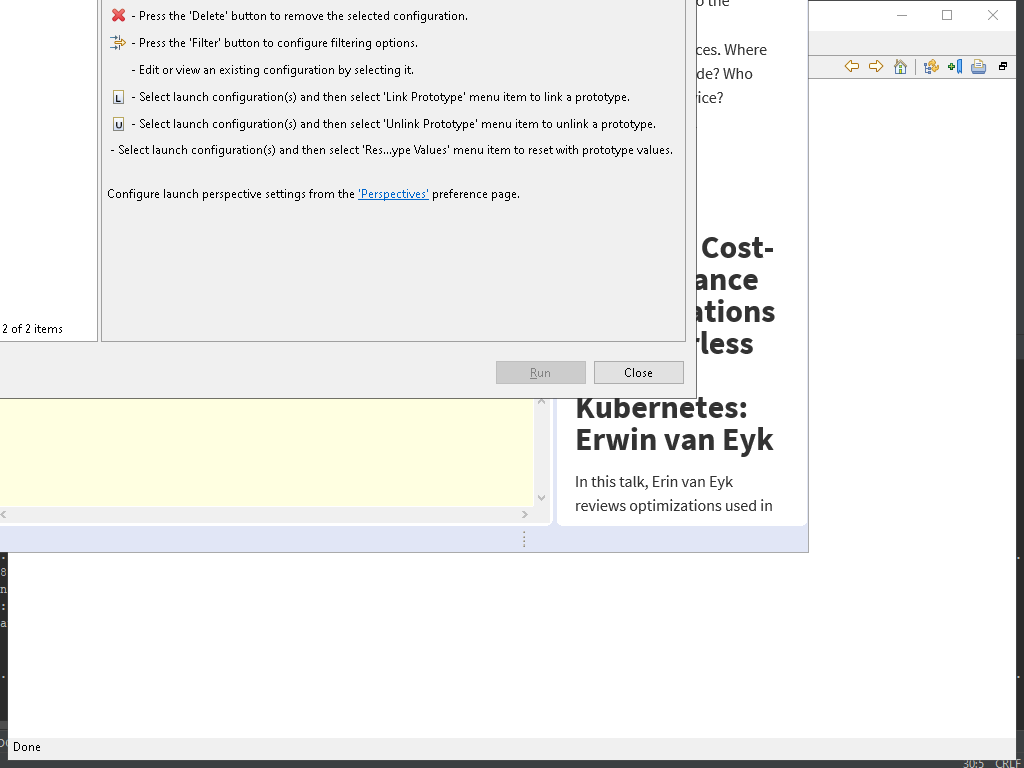 - Press the 'Delete' button to remove the selected configuration.
- Press the 'Filter' button to configure filtering options.
- Edit or view an existing configuration by selecting it.
L - Select launch configuration(s) and then select 'Link Prototype' menu item to link a prototype.
U - Select launch configuration(s) and then select 'Unlink Prototype' menu item to unlink a prototype.
- Select launch configuration(s) and then select 'Res...ype Values' menu item to reset with prototype values.
Configure launch perspective settings from the 'Perspectives' preference page.
2 of 2 items
Run
Close
the
ces. Where
de? Who
ice?
Cost-
ance
ations
rless
Kubernetes:
Erwin van Eyk
In this talk, Erin van Eyk
reviews optimizations used in
8
n
:
a
Done
30:5 CRLF